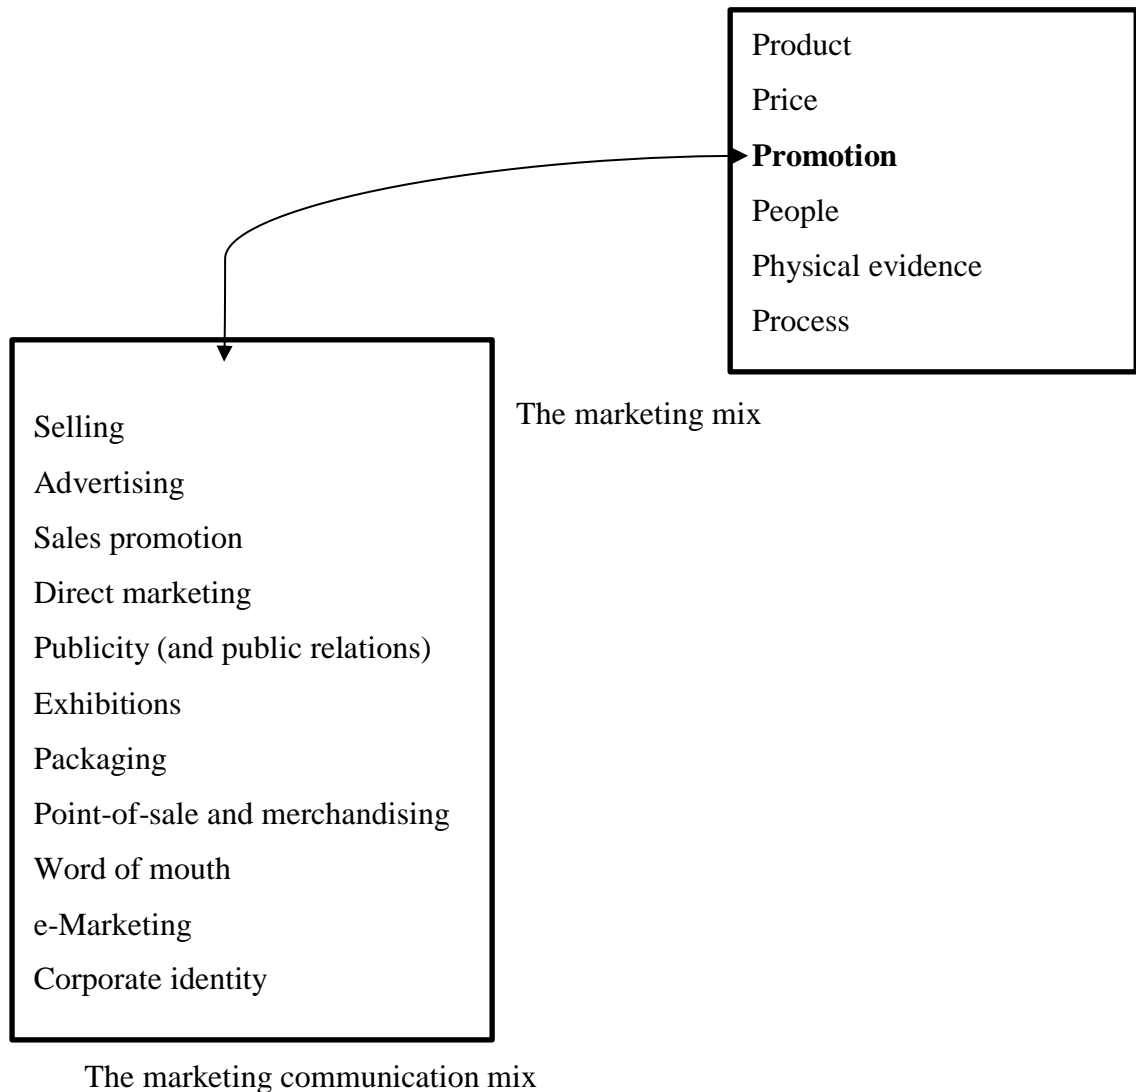 Product
Price
Promotion
People
Physical evidence
Process
The marketing mix
Selling
Advertising
Sales promotion
Direct marketing
Publicity (and public relations)
Exhibitions
Packaging
Point-of-sale and merchandising
Word of mouth
e-Marketing
Corporate identity
The marketing communication mix